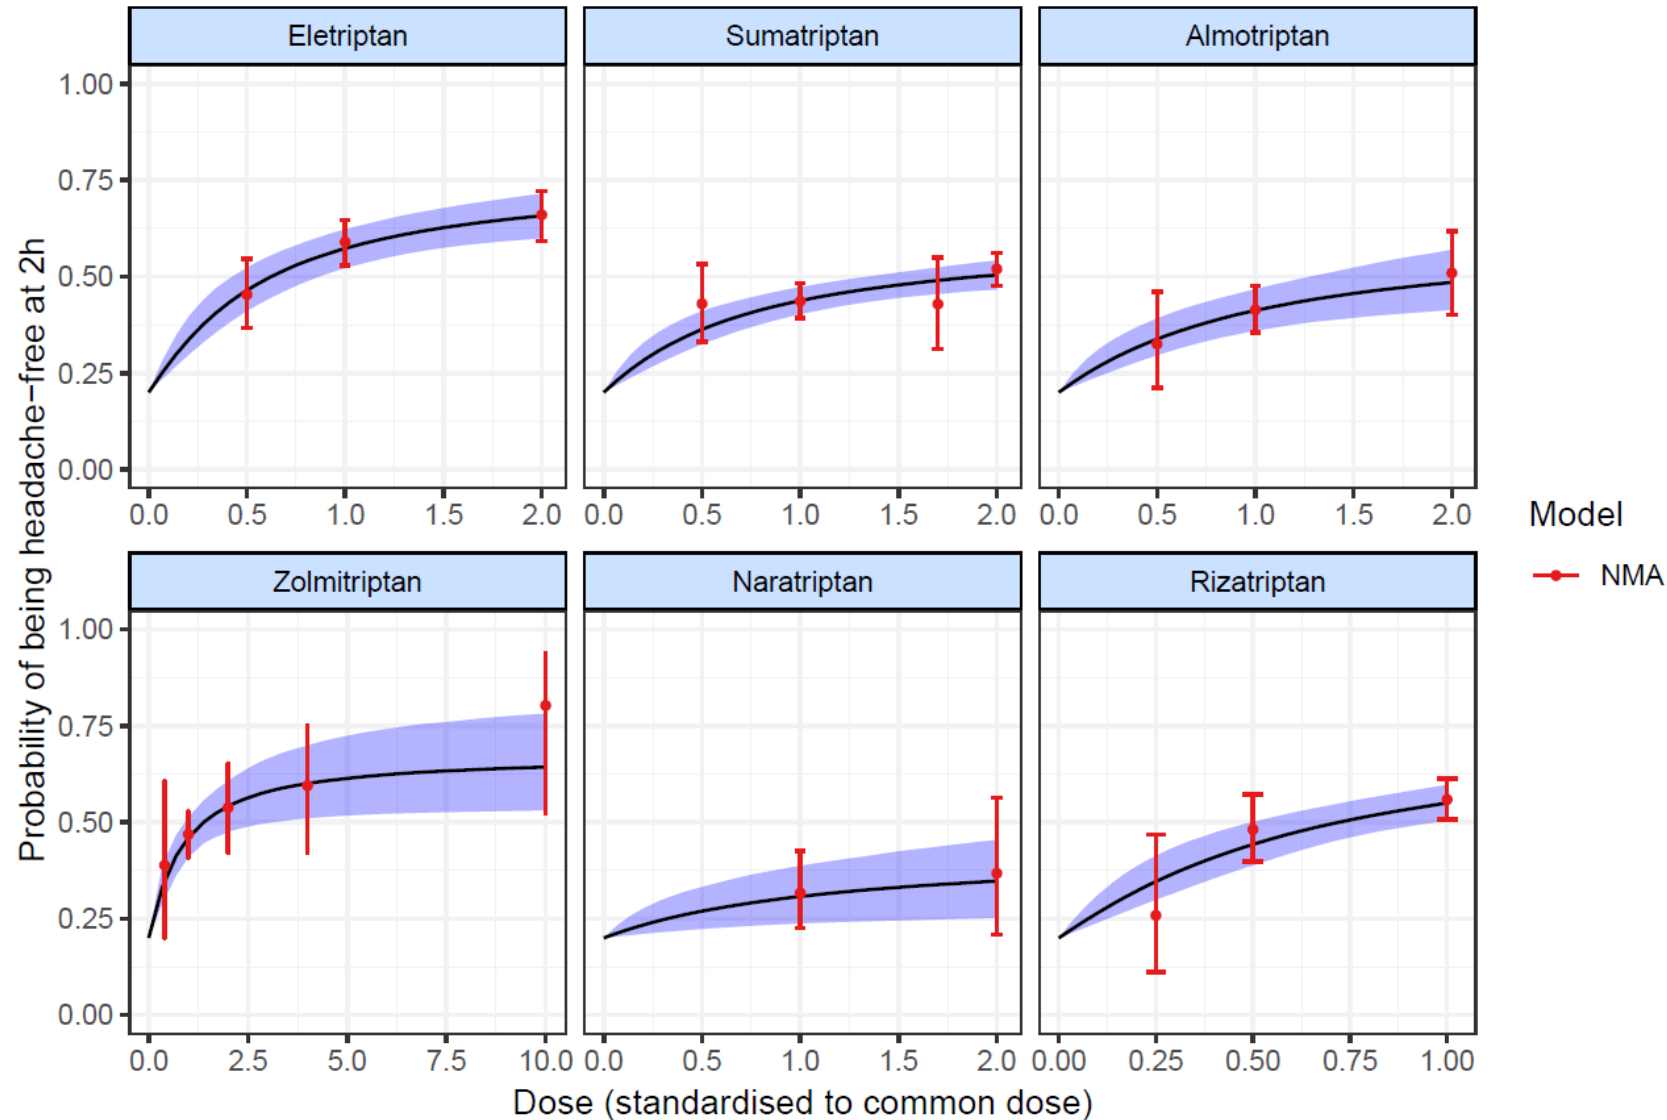 Eletriptan
Sumatriptan
Almotriptan
1.00
0.75
0.50
0.25
0.00
0.0 0.5 1.0 1.5 2.0
0.0 0.5 1.0 1.5 2.0
0.0 0.5 1.0 1.5 2.0
Zolmitriptan
Naratriptan
Rizatriptan
1.00
0.75
0.50
0.25
0.00
0.0 2.5 5.0 7.5 10.0
0.0 0.5 1.0 1.5 2.0
0.00 0.25 0.50 0.75 1.00
Probability of being headache−free at 2h
Dose (standardised to common dose)
Model
NMA